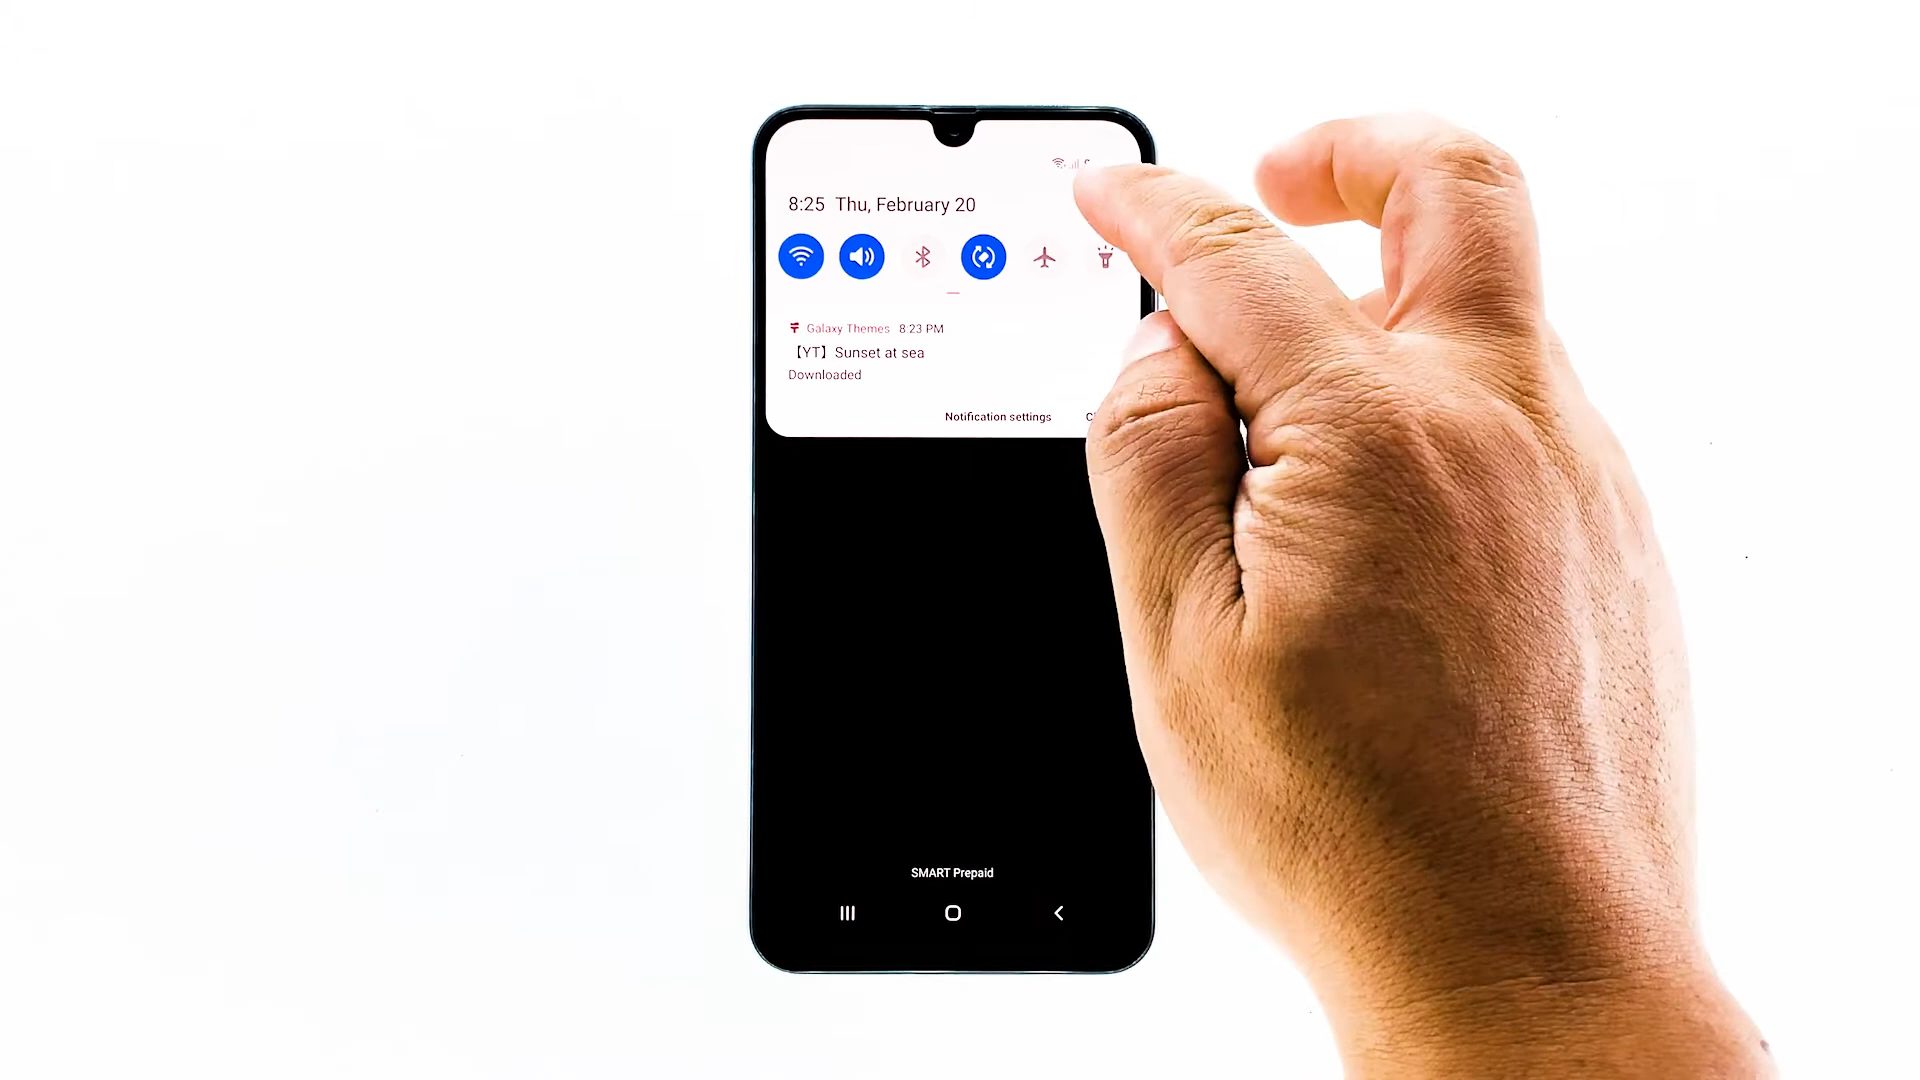 8:25 Thu, February 20
Galaxy Themes 8:23 PM
【YT】Sunset at sea
Downloaded
Notification settings
SMART Prepaid